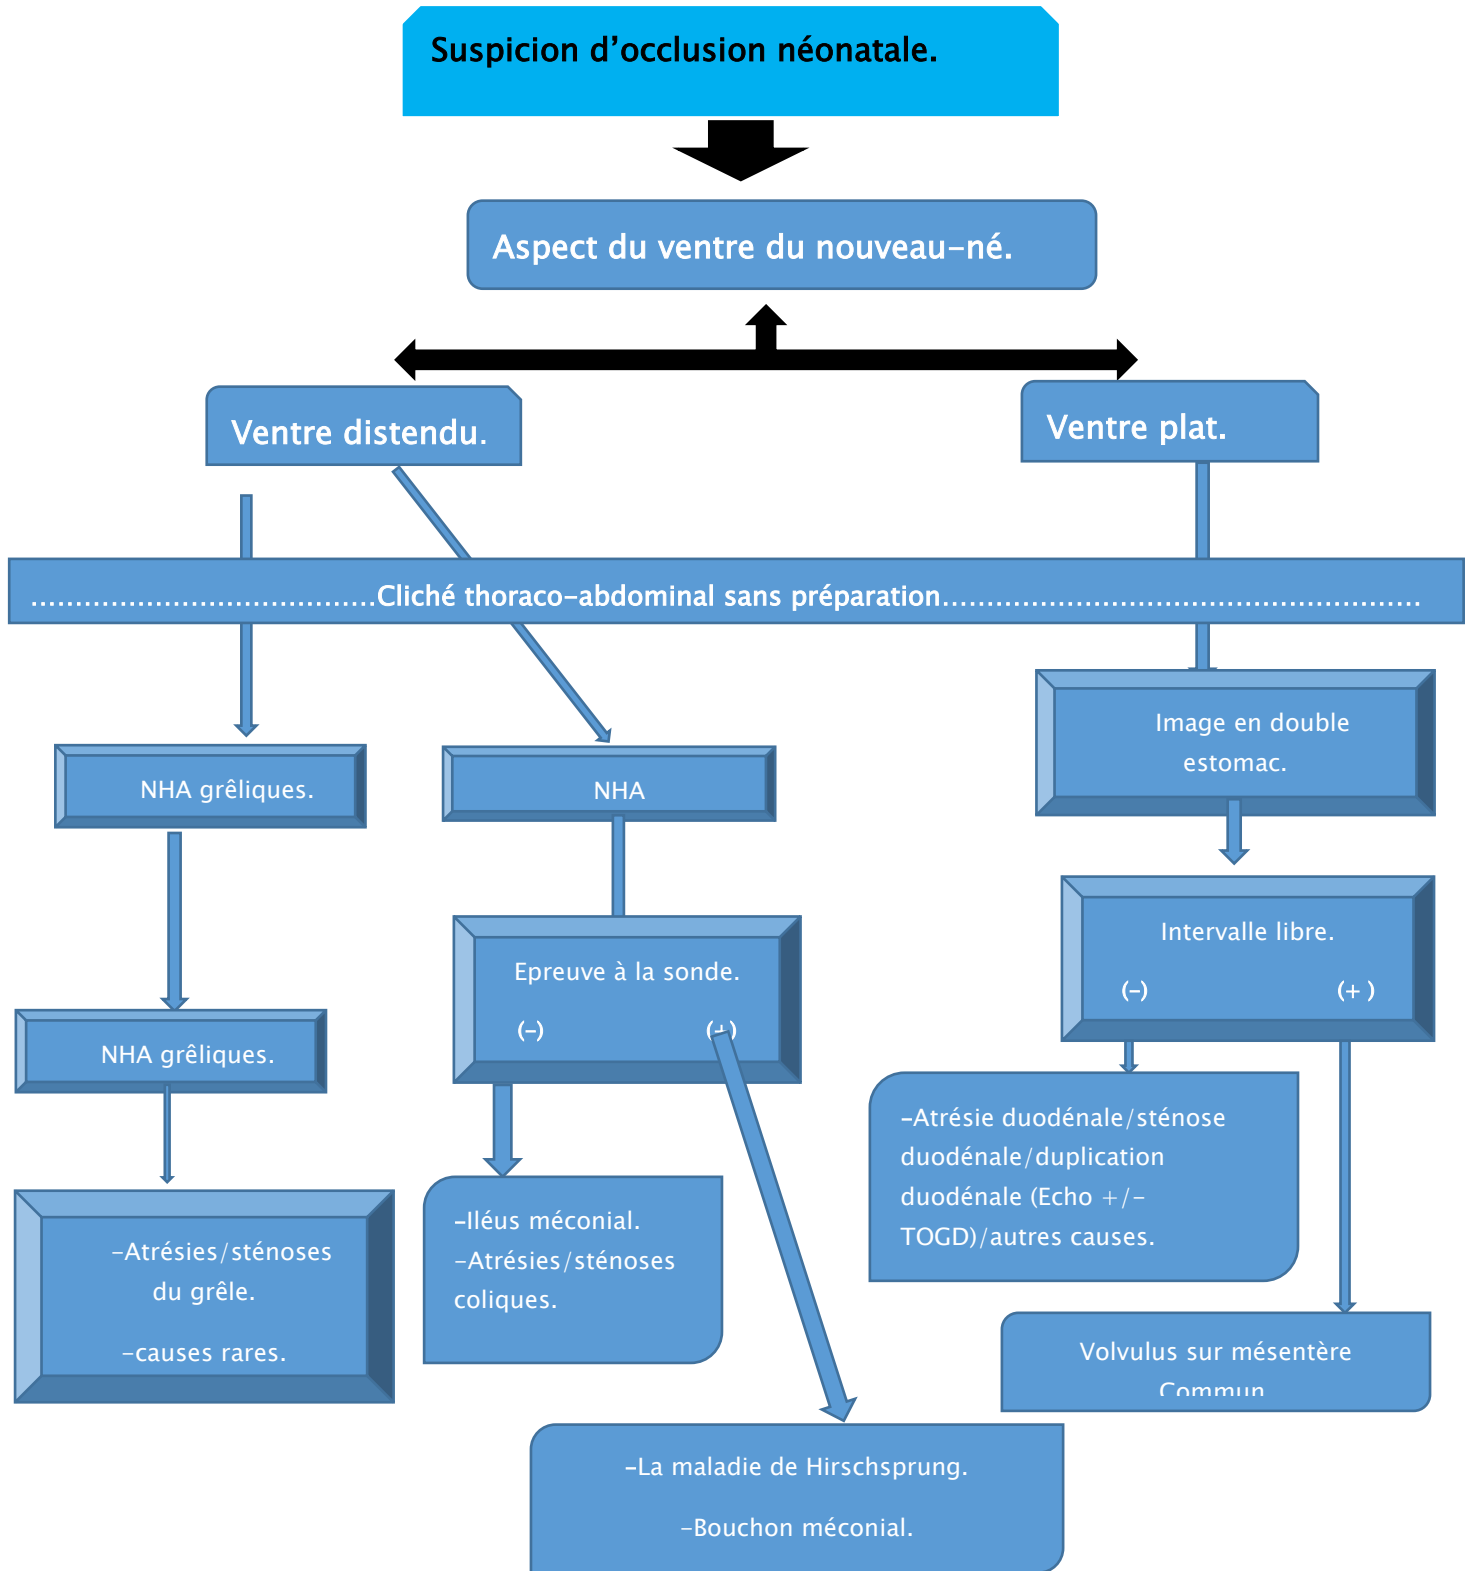 Suspicion d’occlusion néonatale.
Aspect du ventre du nouveau-né.
Ventre distendu.
Ventre plat.
......................................Cliché thoraco-abdominal sans préparation.....................................................
Image en double
estomac.
NHA grêliques.
NHA
Intervalle libre.
(-) (+ )
Epreuve à la sonde.
(-) (+)
NHA grêliques.
-Atrésie duodénale/sténose
duodénale/duplication
duodénale (Echo +/-
TOGD)/autres causes.
-Iléus méconial.
-Atrésies/sténoses
coliques.
-Atrésies/sténoses
du grêle.
-causes rares.
Volvulus sur mésentère
Commun
-La maladie de Hirschsprung.
-Bouchon méconial.